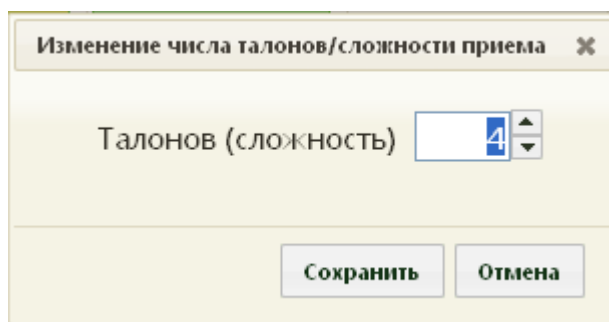 Изменение числа талонов/сложности приема
Талонов (сложность) 4
Сохранить Отмена